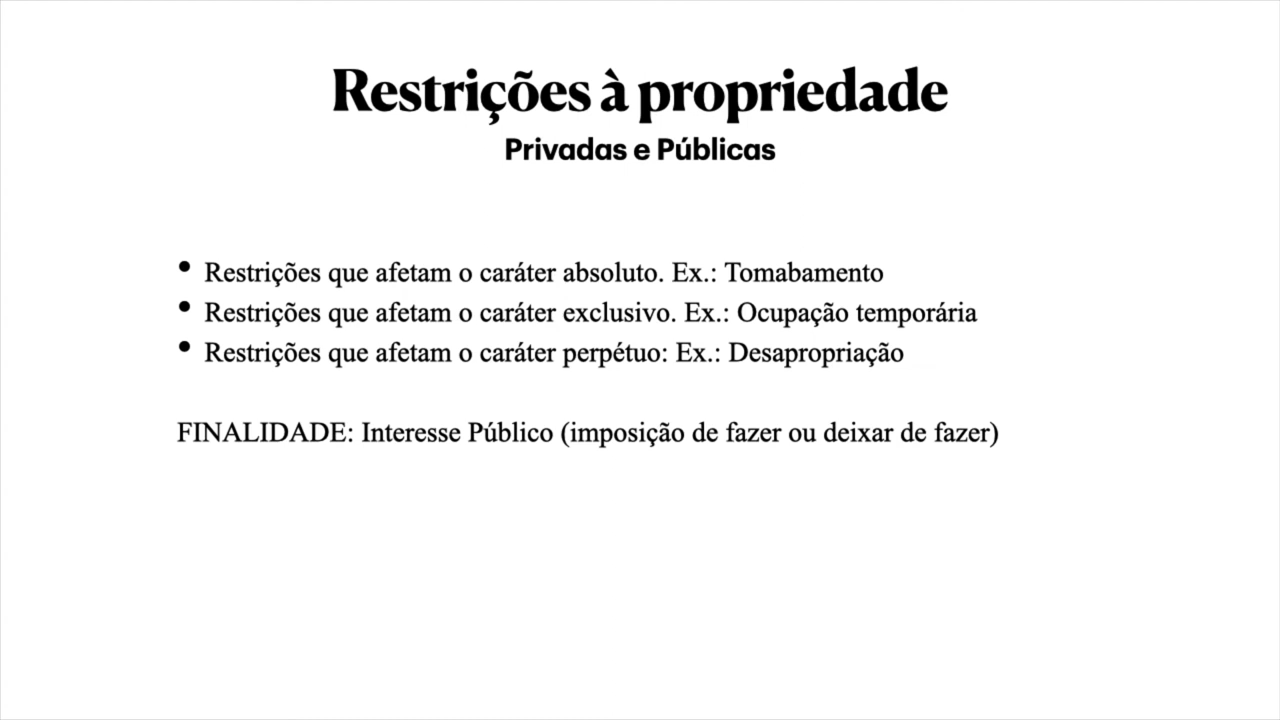 Restrições à propriedade
Privadas e Públicas
• Restrições que afetam o caráter absoluto. Ex.: Tomabamento
• Restrições que afetam o caráter exclusivo. Ex.: Ocupação temporária
• Restrições que afetam o caráter perpétuo: Ex.: Desapropriação
FINALIDADE: Interesse Público (imposição de fazer ou deixar de fazer)